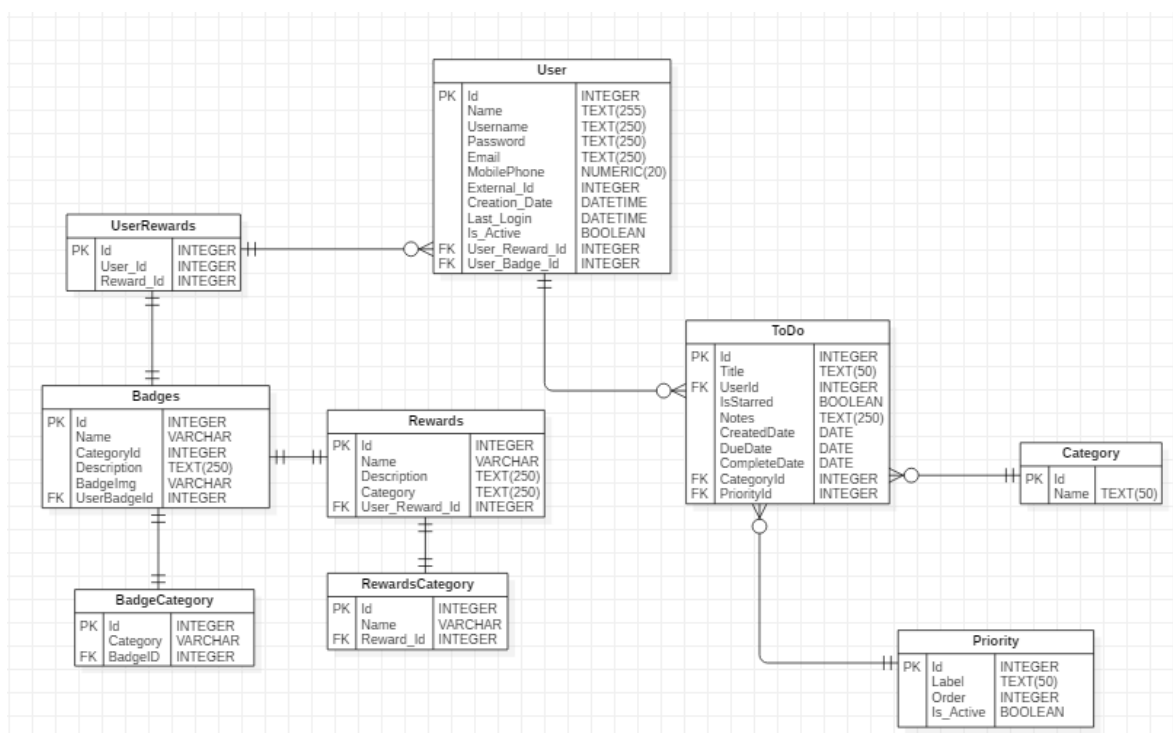 User
PK Id INTEGER
Name TEXT(255)
Username TEXT(250)
Password TEXT(250)
Email TEXT(250)
MobilePhone NUMERIC(20)
External_Id INTEGER
Creation_Date DATETIME
Last_Login DATETIME
Is_Active BOOLEAN
FK User_Reward_Id INTEGER
FK User_Badge_Id INTEGER
UserRewards
PK Id INTEGER
User_Id INTEGER
Reward_Id INTEGER
ToDo
PK Id INTEGER
Title TEXT(50)
FK UserId INTEGER
IsStarred BOOLEAN
Notes TEXT(250)
CreatedDate DATE
DueDate DATE
CompleteDate DATE
FK CategoryId INTEGER
FK PriorityId INTEGER
Badges
PK Id INTEGER
Name VARCHAR
CategoryId INTEGER
Description TEXT(250)
BadgeImg VARCHAR
FK UserBadgeId INTEGER
Rewards
PK Id INTEGER
Name VARCHAR
Description TEXT(250)
Category TEXT(250)
FK User_Reward_Id INTEGER
Category
PK Id
Name TEXT(50)
BadgeCategory
PK Id INTEGER
Category VARCHAR
FK BadgeID INTEGER
RewardsCategory
PK Id INTEGER
Name VARCHAR
FK Reward_Id INTEGER
Priority
PK Id INTEGER
Label TEXT(50)
Order INTEGER
Is_Active BOOLEAN